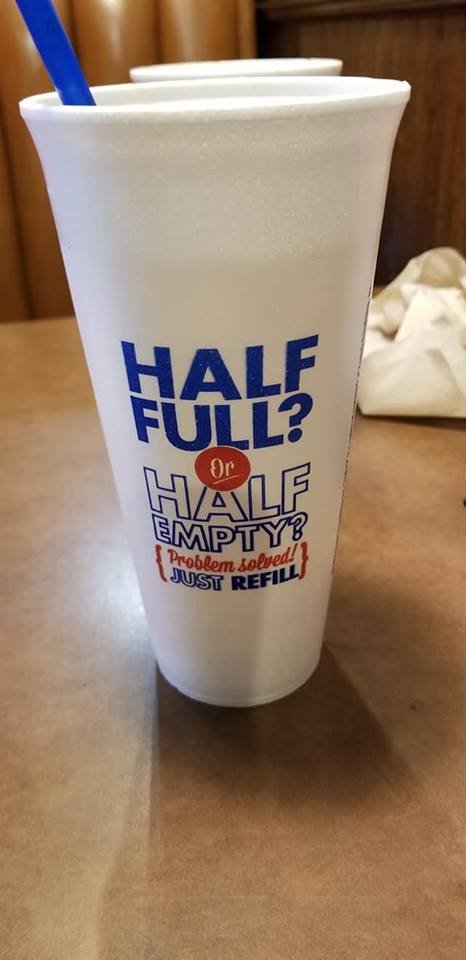 HALF
FULL?
Or
HALF
EMPTY?
{Problem solved!
JUST REFILL}